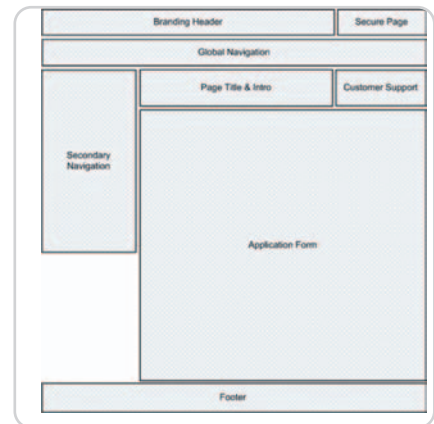 Branding Header
Secure Page
Global Navigation
Page Title & Intro
Customer Support
Secondary
Navigation
Application Form
Footer